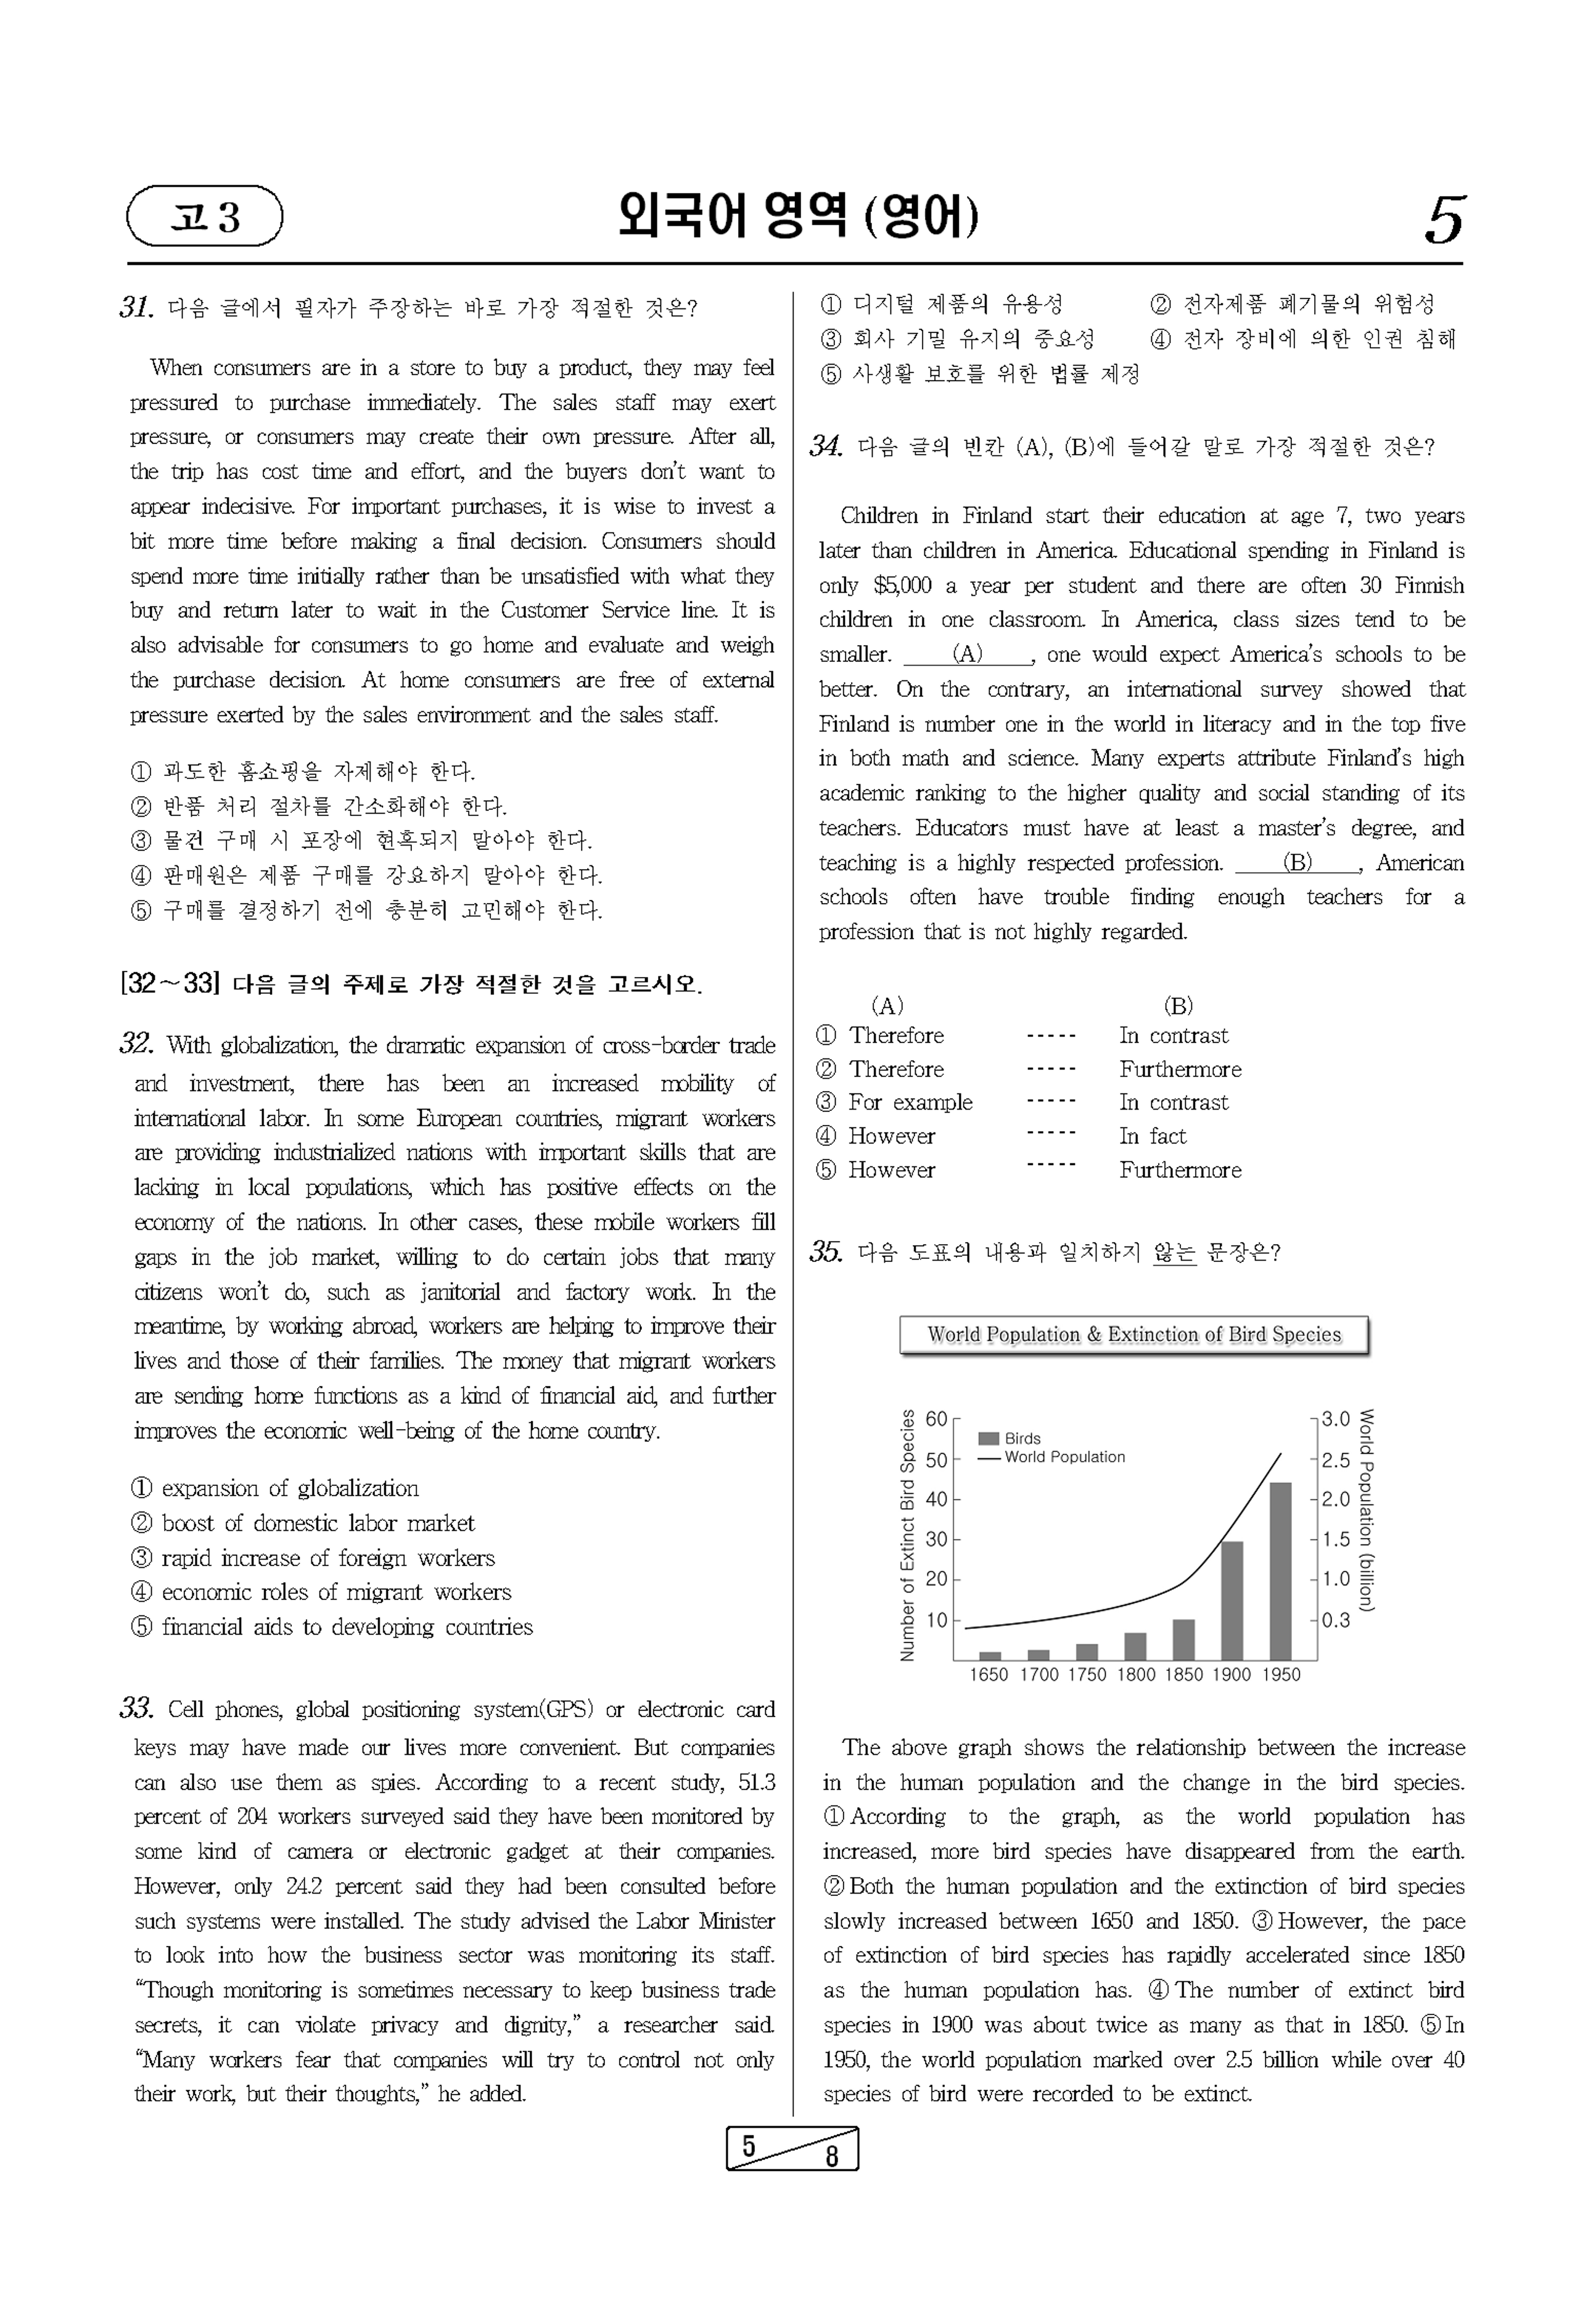 고 3
외국어 영역 (영어)
5
31. 다음 글에서 필자가 주장하는 바로 가장 적절한 것은?
When consumers are in a store to buy a product, they may feel
pressured to purchase immediately. The sales staff may exert
pressure, or consumers may create their own pressure. After all,
the trip has cost time and effort, and the buyers don't want to
appear indecisive. For important purchases, it is wise to invest a
bit more time before making a final decision. Consumers should
spend more time initially rather than be unsatisfied with what they
buy and return later to wait in the Customer Service line. It is
also advisable for consumers to go home and evaluate and weigh
the purchase decision. At home consumers are free of external
pressure exerted by the sales environment and the sales staff.
① 과도한 홈쇼핑을 자제해야 한다.
② 반품 처리 절차를 간소화해야 한다.
③ 물건 구매 시 포장에 현혹되지 말아야 한다.
④ 판매원은 제품 구매를 강요하지 말아야 한다.
⑤ 구매를 결정하기 전에 충분히 고민해야 한다.
[32~33] 다음 글의 주제로 가장 적절한 것을 고르시오.
32. With globalization, the dramatic expansion of cross-border trade
and investment, there has been an increased mobility of
international labor. In some European countries, migrant workers
are providing industrialized nations with important skills that are
lacking in local populations, which has positive effects on the
economy of the nations. In other cases, these mobile workers fill
gaps in the job market, willing to do certain jobs that many
citizens won't do, such as janitorial and factory work. In the
meantime, by working abroad, workers are helping to improve their
lives and those of their families. The money that migrant workers
are sending home functions as a kind of financial aid, and further
improves the economic well-being of the home country.
① expansion of globalization
② boost of domestic labor market
③ rapid increase of foreign workers
④ economic roles of migrant workers
⑤ financial aids to developing countries
33. Cell phones, global positioning system(GPS) or electronic card
keys may have made our lives more convenient. But companies
can also use them as spies. According to a recent study, 51.3
percent of 204 workers surveyed said they have been monitored by
some kind of camera or electronic gadget at their companies.
However, only 24.2 percent said they had been consulted before
such systems were installed. The study advised the Labor Minister
to look into how the business sector was monitoring its staff.
“Though monitoring is sometimes necessary to keep business trade
secrets, it can violate privacy and dignity,” a researcher said.
“Many workers fear that companies will try to control not only
their work, but their thoughts,” he added.
① 디지털 제품의 유용성 ② 전자제품 폐기물의 위험성
③ 회사 기밀 유지의 중요성 ④ 전자 장비에 의한 인권 침해
⑤ 사생활 보호를 위한 법률 제정
34. 다음 글의 빈칸 (A), (B)에 들어갈 말로 가장 적절한 것은?
Children in Finland start their education at age 7, two years
later than children in America. Educational spending in Finland is
only $5,000 a year per student and there are often 30 Finnish
children in one classroom. In America, class sizes tend to be
smaller. (A) , one would expect America's schools to be
better. On the contrary, an international survey showed that
Finland is number one in the world in literacy and in the top five
in both math and science. Many experts attribute Finland's high
academic ranking to the higher quality and social standing of its
teachers. Educators must have at least a master's degree, and
teaching is a highly respected profession. (B) , American
schools often have trouble finding enough teachers for a
profession that is not highly regarded.
(A) (B)
① Therefore ----- In contrast
② Therefore ----- Furthermore
③ For example ----- In contrast
④ However ----- In fact
⑤ However ----- Furthermore
35. 다음 도표의 내용과 일치하지 않는 문장은?
World Population & Extinction of Bird Species
Number of Extinct Bird Species
60
50
40
30
20
10
Birds
World Population
3.0
2.5
2.0
1.5
1.0
0.3
World Population (billion)
1650 1700 1750 1800 1850 1900 1950
The above graph shows the relationship between the increase
in the human population and the change in the bird species.
① According to the graph, as the world population has
increased, more bird species have disappeared from the earth.
② Both the human population and the extinction of bird species
slowly increased between 1650 and 1850. ③ However, the pace
of extinction of bird species has rapidly accelerated since 1850
as the human population has. ④ The number of extinct bird
species in 1900 was about twice as many as that in 1850. ⑤ In
1950, the world population marked over 2.5 billion while over 40
species of bird were recorded to be extinct.
5
8